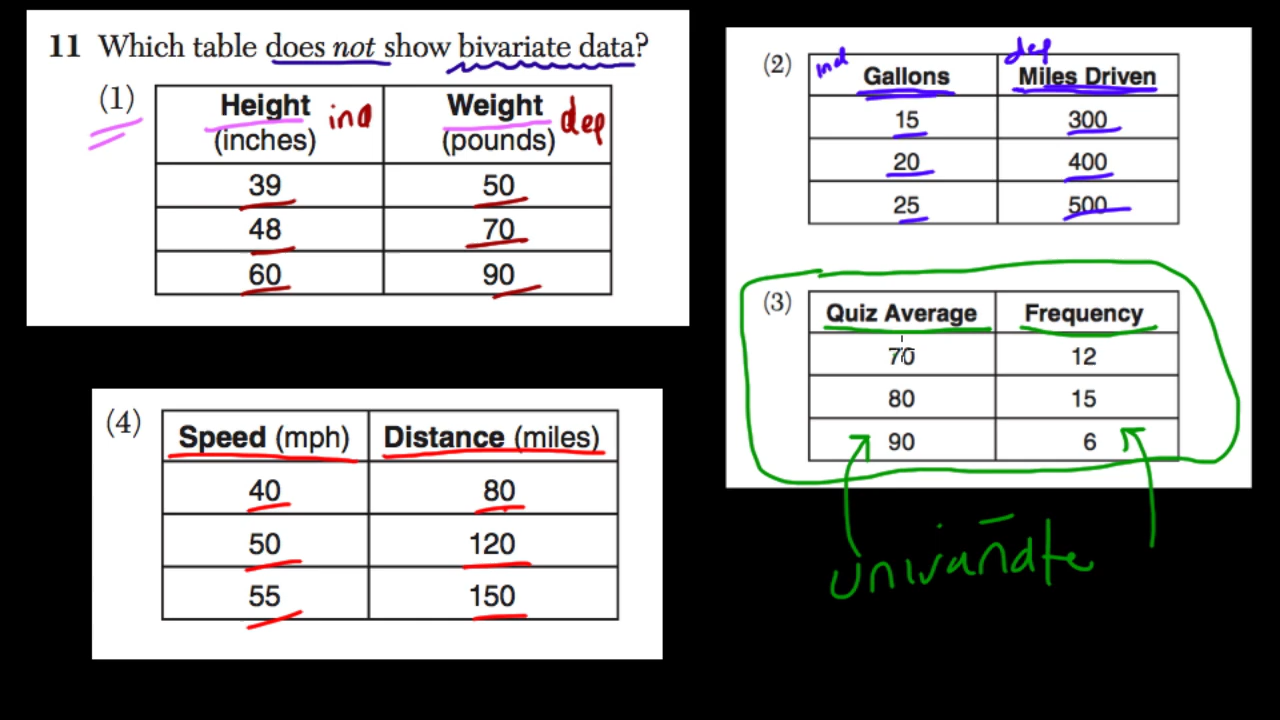 11 Which table does not show bivariate data?
(1)
Height (inches) ind Weight (pounds) dep
39 50
48 70
60 90
(2)
ind Gallons dep Miles Driven
15 300
20 400
25 500
(3)
Quiz Average Frequency
70 12
80 15
90 6
univariate
(4)
Speed (mph) Distance (miles)
40 80
50 120
55 150